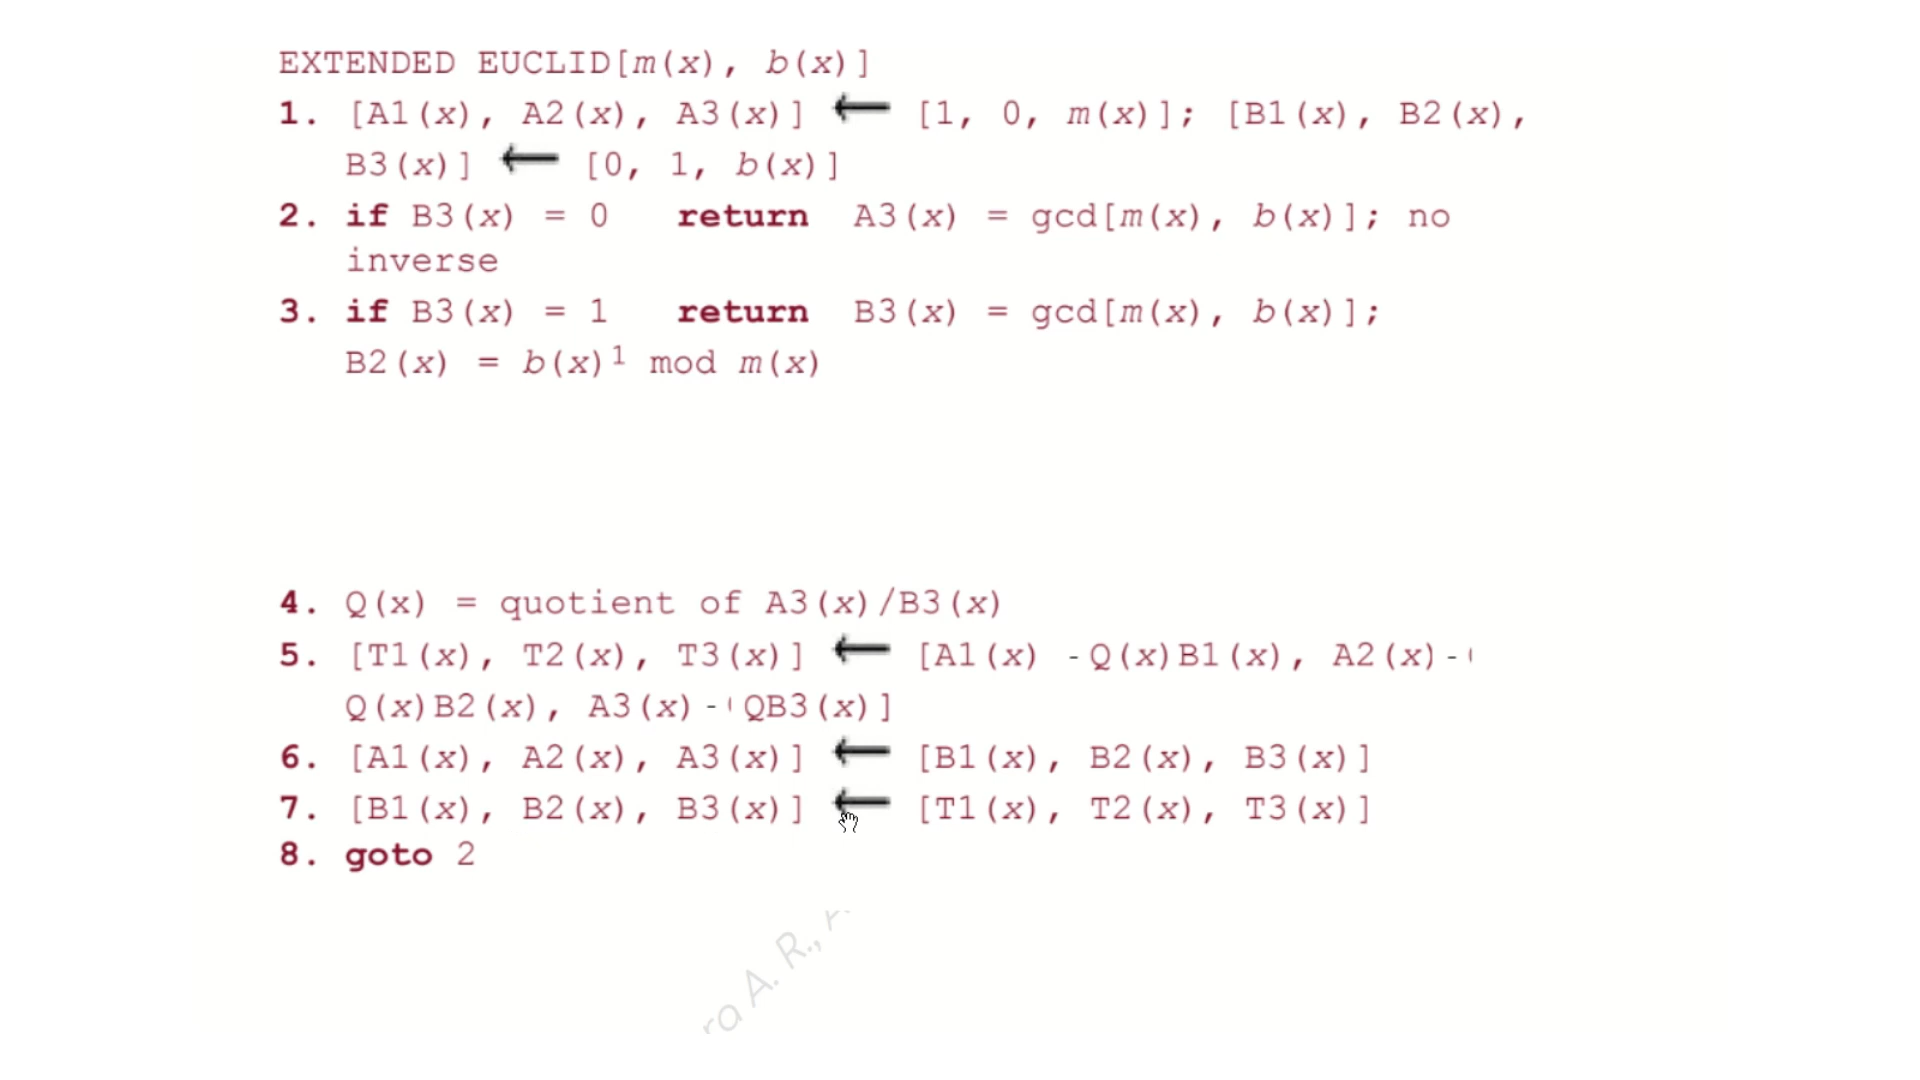 EXTENDED EUCLID[m(x), b(x)]
1. [A1(x), A2(x), A3(x)] ← [1, 0, m(x)]; [B1(x), B2(x),
B3(x)] ← [0, 1, b(x)]
2. if B3(x) = 0 return A3(x) = gcd[m(x), b(x)]; no
inverse
3. if B3(x) = 1 return B3(x) = gcd[m(x), b(x)];
B2(x) = b(x)¹ mod m(x)
4. Q(x) = quotient of A3(x)/B3(x)
5. [T1(x), T2(x), T3(x)] ← [A1(x) -Q(x)B1(x), A2(x)-
Q(x)B2(x), A3(x)-QB3(x)]
6. [A1(x), A2(x), A3(x)] ← [B1(x), B2(x), B3(x)]
7. [B1(x), B2(x), B3(x)] ← [T1(x), T2(x), T3(x)]
8. goto 2
ra A. R.,